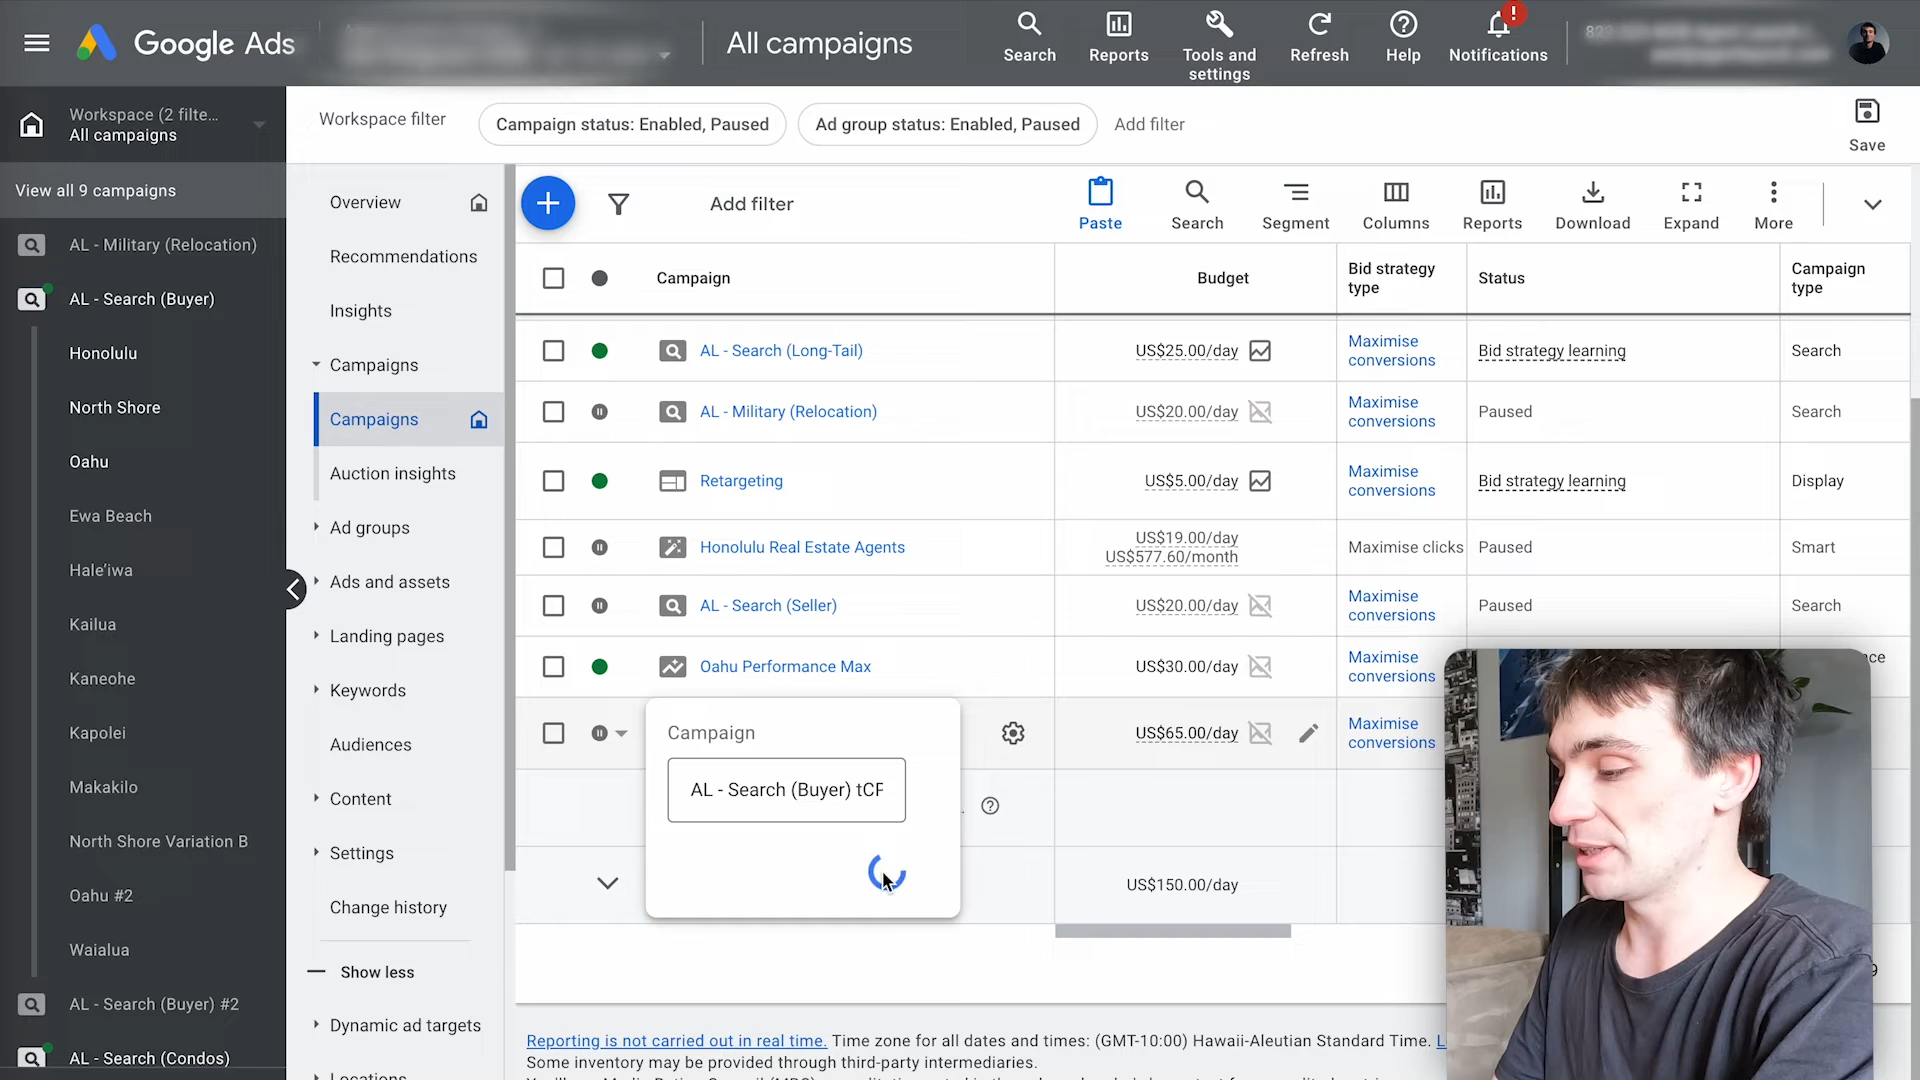 Google Ads
All campaigns
Search
Reports
Tools and
settings
Refresh
Help
!
Notifications
Workspace (2 filte...
All campaigns
Workspace filter
Campaign status: Enabled, Paused
Ad group status: Enabled, Paused
Add filter
Save
View all 9 campaigns
AL - Military (Relocation)
AL - Search (Buyer)
Honolulu
North Shore
Oahu
Ewa Beach
Hale'iwa
Kailua
Kaneohe
Kapolei
Makakilo
North Shore Variation B
Oahu #2
Waialua
AL - Search (Buyer) #2
AL - Search (Condos)
Overview
Recommendations
Insights
Campaigns
Campaigns
Auction insights
Ad groups
Ads and assets
Landing pages
Keywords
Audiences
Content
Settings
Change history
Show less
Dynamic ad targets
Locations
Add filter
Paste
Search
Segment
Columns
Reports
Download
Expand
More
Campaign
Budget
Bid strategy
type
Status
Campaign
type
AL - Search (Long-Tail)
US$25.00/day
Maximise
conversions
Bid strategy learning
Search
AL - Military (Relocation)
US$20.00/day
Maximise
conversions
Paused
Search
Retargeting
US$5.00/day
Maximise
conversions
Bid strategy learning
Display
Honolulu Real Estate Agents
US$19.00/day
US$577.60/month
Maximise clicks
Paused
Smart
AL - Search (Seller)
US$20.00/day
Maximise
conversions
Paused
Search
Oahu Performance Max
US$30.00/day
Maximise
conversions
ce
Campaign
AL - Search (Buyer) tCF
US$65.00/day
Maximise
conversions
US$150.00/day
9
Reporting is not carried out in real time. Time zone for all dates and times: (GMT-10:00) Hawaii-Aleutian Standard Time. L
Some inventory may be provided through third-party intermediaries.